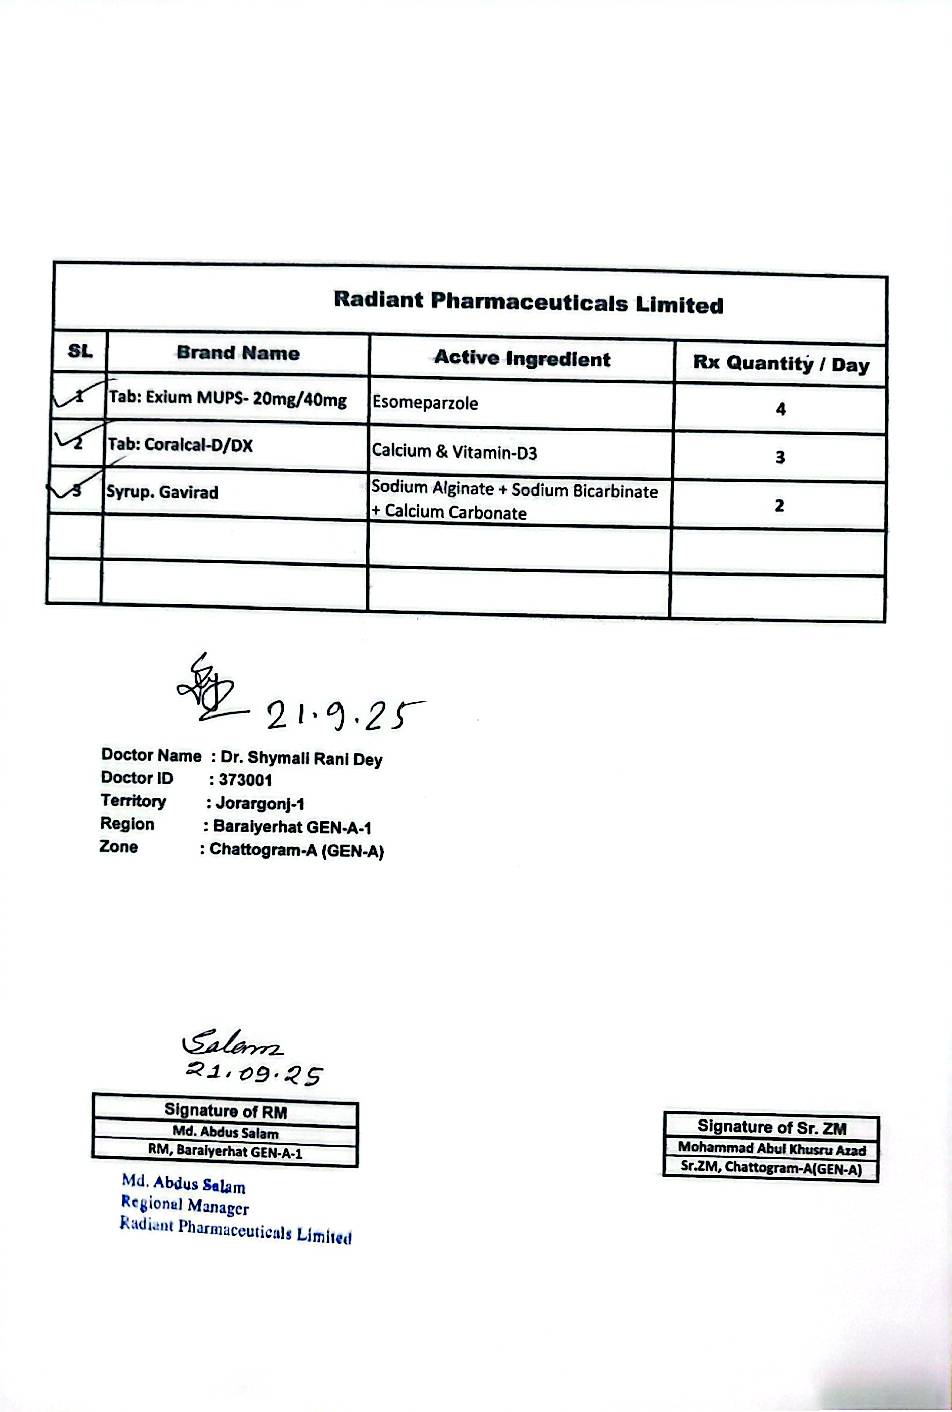 Radiant Pharmaceuticals Limited
SL Brand Name Active Ingredient Rx Quantity / Day
1 Tab: Exium MUPS- 20mg/40mg Esomeparzole 4
2 Tab: Coralcal-D/DX Calcium & Vitamin-D3 3
3 Syrup. Gavirad Sodium Alginate + Sodium Bicarbinate 2
+ Calcium Carbonate
21.9.25
Doctor Name : Dr. Shymali Rani Dey
Doctor ID : 373001
Territory : Jorargonj-1
Region : Baraiyerhat GEN-A-1
Zone : Chattogram-A (GEN-A)
Salam
21.09.25
Signature of RM
Md. Abdus Salam
RM, Baraiyerhat GEN-A-1
Signature of Sr. ZM
Mohammad Abul Khusru Azad
Sr.ZM, Chattogram-A(GEN-A)
Md. Abdus Salam
Regional Manager
Radiant Pharmaceuticals Limited